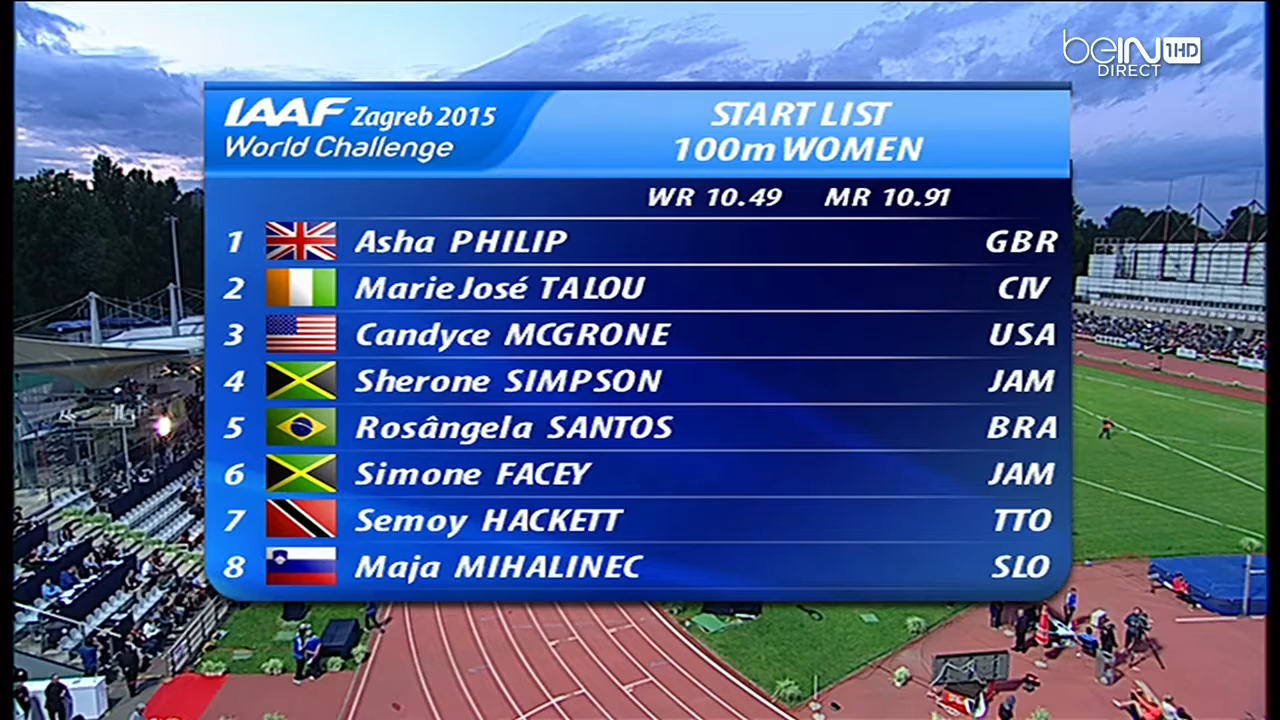 beIN 1HD
DIRECT
IAAF Zagreb 2015
World Challenge
START LIST
100m WOMEN
WR 10.49 MR 10.91
1 Asha PHILIP GBR
2 Marie José TALOU CIV
3 Candyce MCGRONE USA
4 Sherone SIMPSON JAM
5 Rosângela SANTOS BRA
6 Simone FACEY JAM
7 Semoy HACKETT TTO
8 Maja MIHALINEC SLO